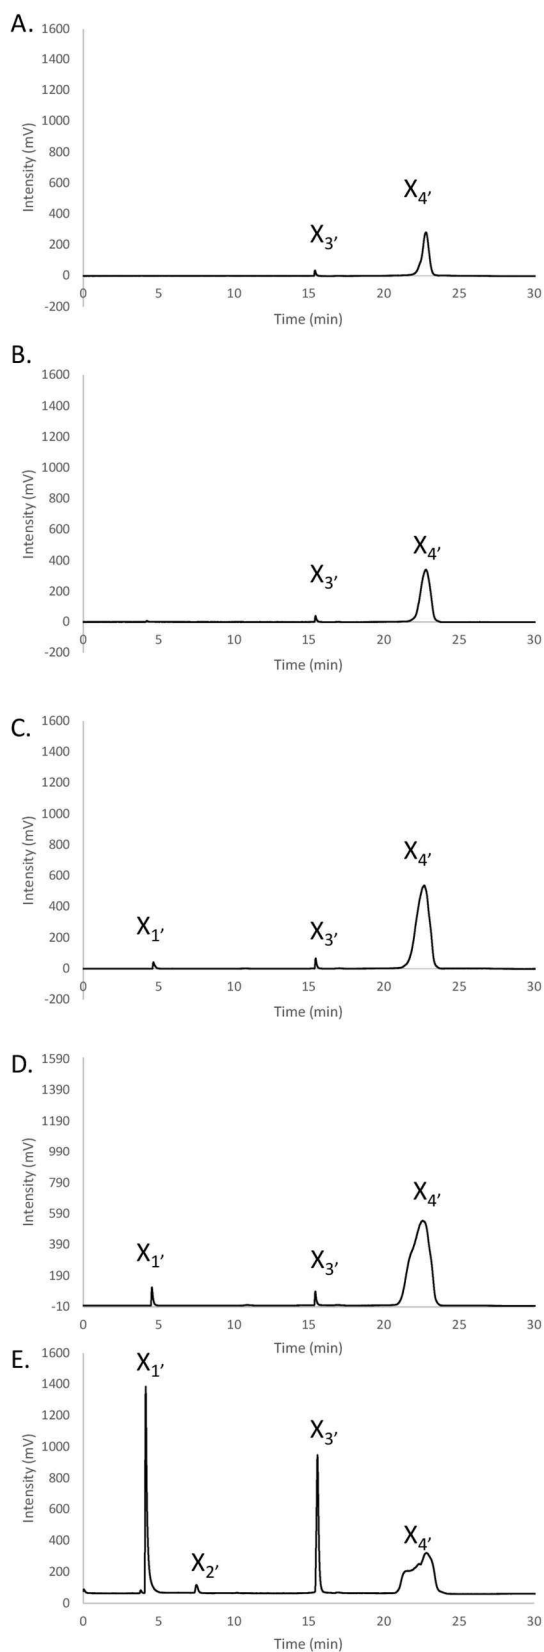 A.
1600
1400
1200
1000
800
600
400
200
0
-200
Intensity (mV)
X3'
X4'
0 5 10 15 20 25 30
Time (min)
B.
1600
1400
1200
1000
800
600
400
200
0
-200
Intensity (mV)
X3'
X4'
0 5 10 15 20 25 30
Time (min)
C.
1600
1400
1200
1000
800
600
400
200
0
-200
Intensity (mV)
X1'
X3'
X4'
0 5 10 15 20 25 30
Time (min)
D.
1590
1390
1190
990
790
590
390
190
-10
Intensity (mV)
X1'
X3'
X4'
0 5 10 15 20 25 30
Time (min)
E.
1600
1400
1200
1000
800
600
400
200
0
Intensity (mV)
X1'
X2'
X3'
X4'
0 5 10 15 20 25 30
Time (min)